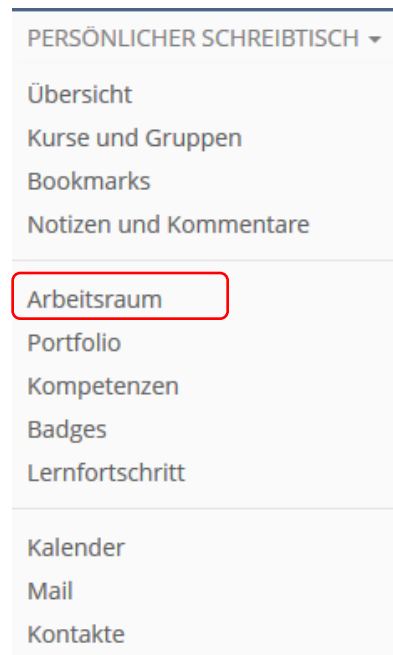 PERSÖNLICHER SCHREIBTISCH
Übersicht
Kurse und Gruppen
Bookmarks
Notizen und Kommentare
Arbeitsraum
Portfolio
Kompetenzen
Badges
Lernfortschritt
Kalender
Mail
Kontakte